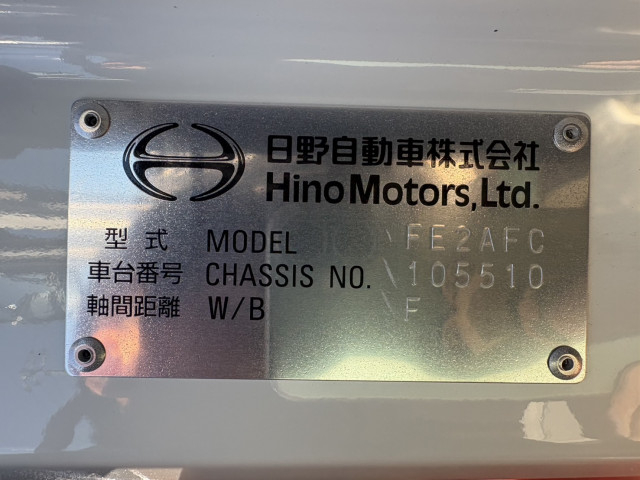 日野自動車株式会社
Hino Motors, Ltd.
型式 MODEL \FE2AFC
車台番号 CHASSIS NO. \105510
軸間距離 W/B \F